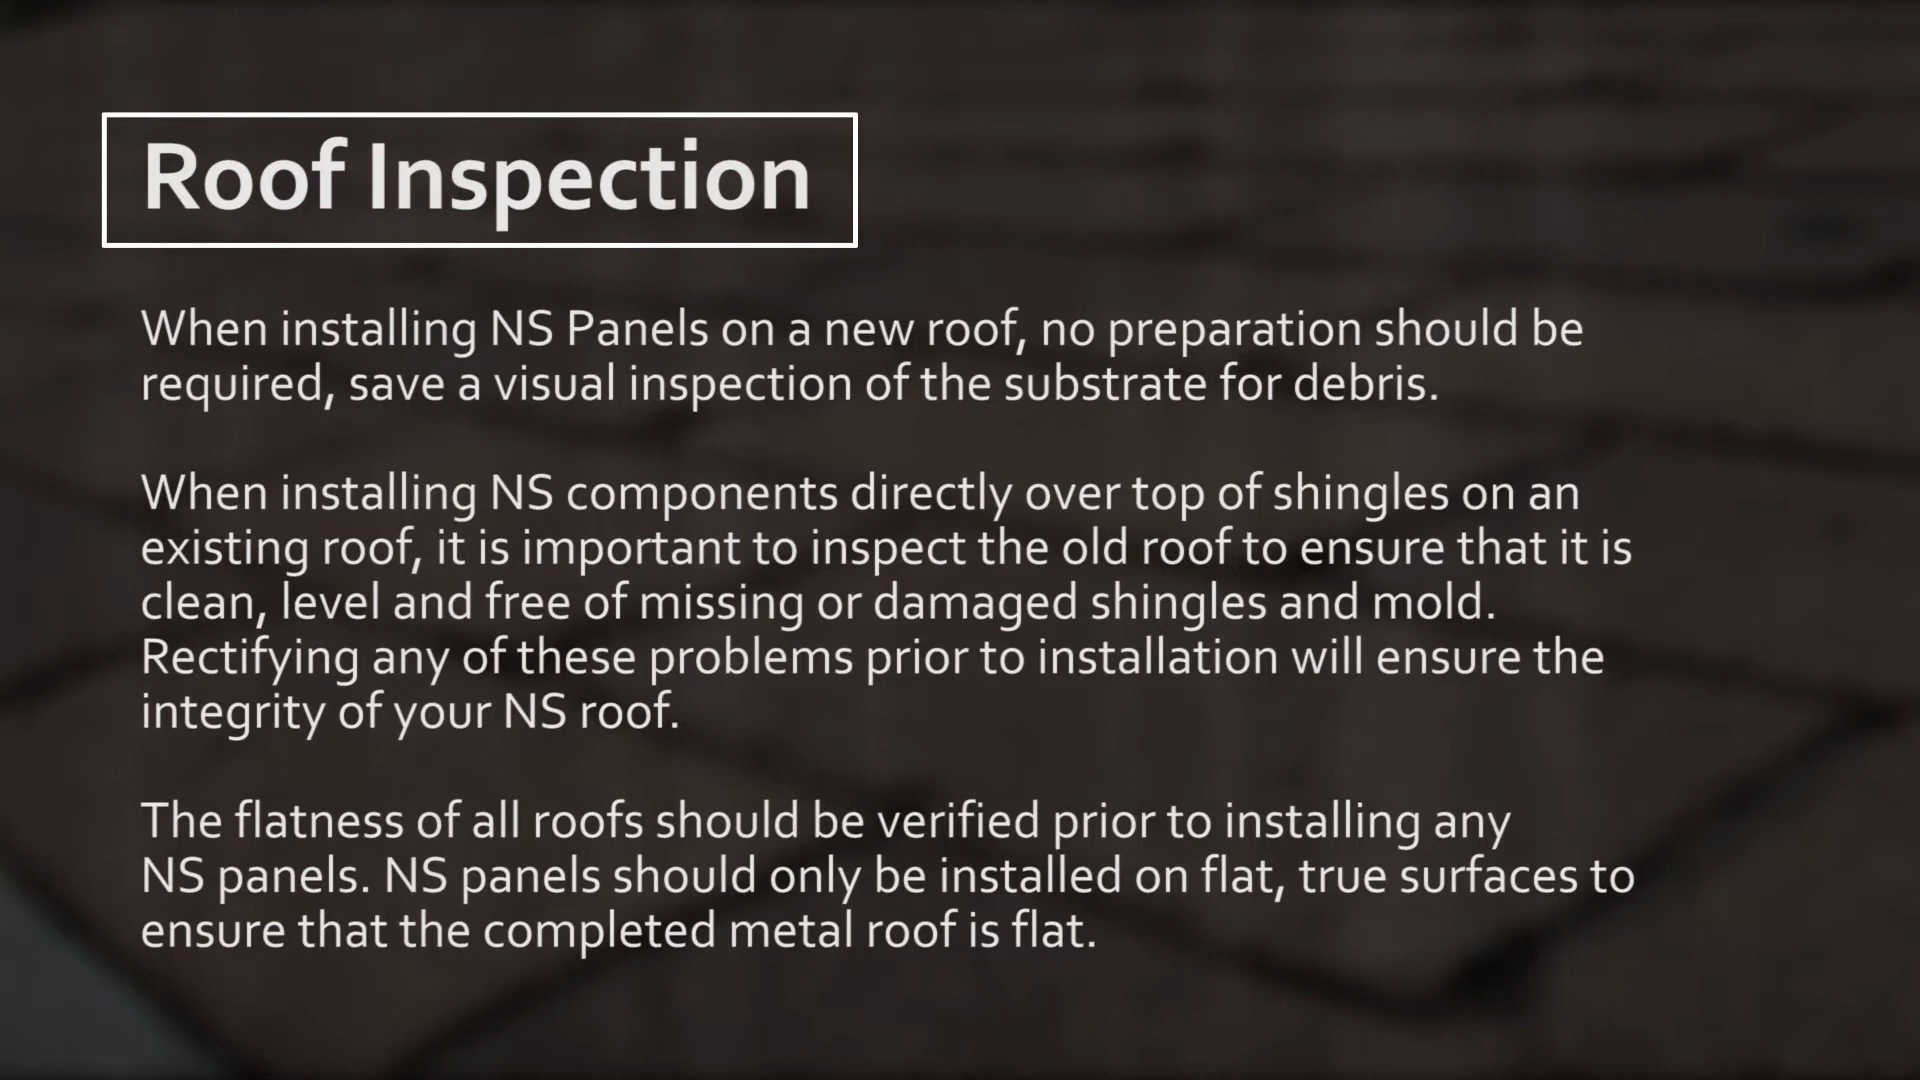 Roof Inspection
When installing NS Panels on a new roof, no preparation should be
required, save a visual inspection of the substrate for debris.
When installing NS components directly over top of shingles on an
existing roof, it is important to inspect the old roof to ensure that it is
clean, level and free of missing or damaged shingles and mold.
Rectifying any of these problems prior to installation will ensure the
integrity of your NS roof.
The flatness of all roofs should be verified prior to installing any
NS panels. NS panels should only be installed on flat, true surfaces to
ensure that the completed metal roof is flat.